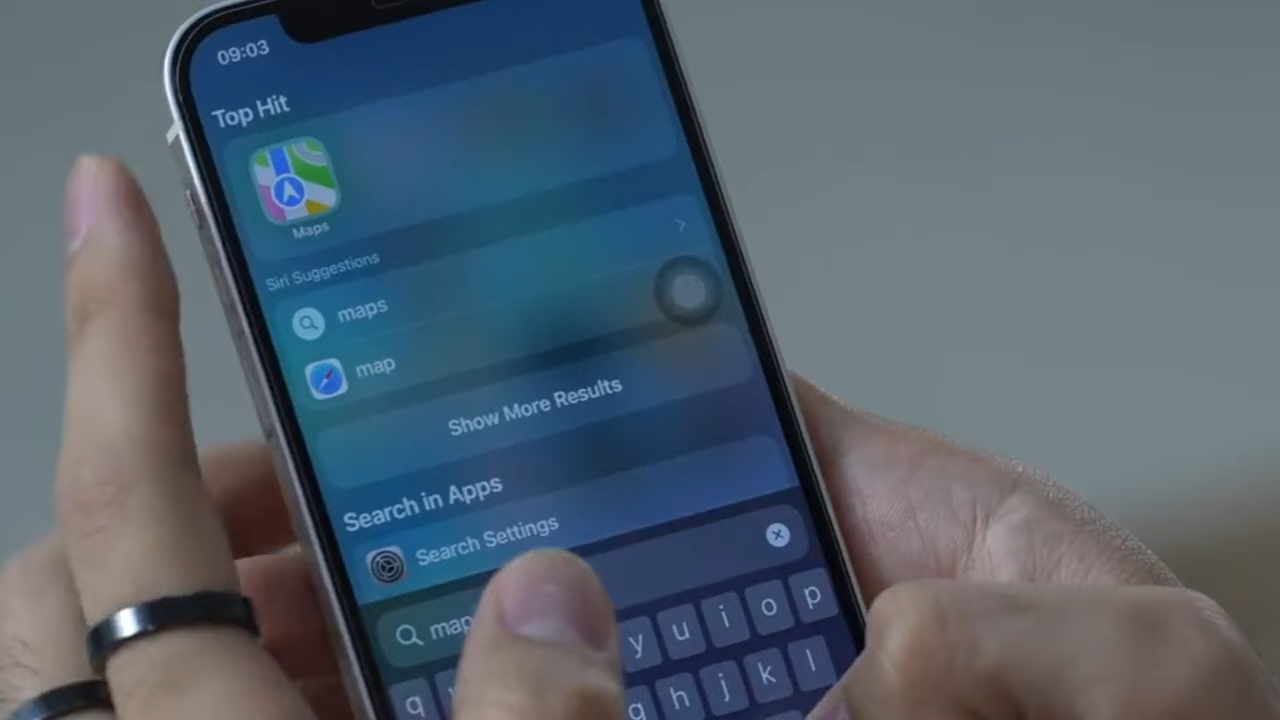 09:03
Top Hit
Maps
Siri Suggestions
maps
map
Show More Results
Search in Apps
Search Settings
map
y u i o p
q
g h j k l